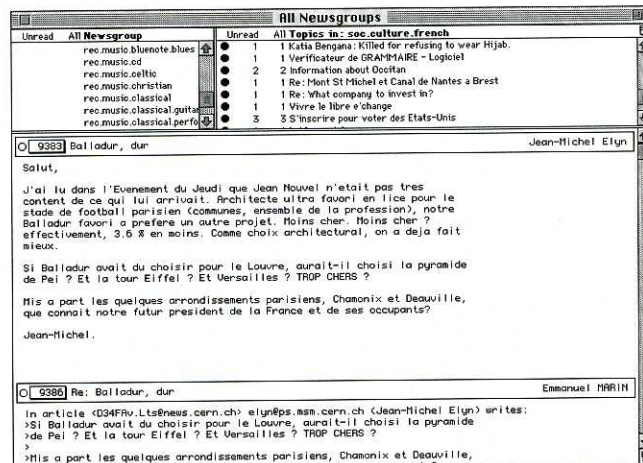 All Newsgroups
Unread All Newsgroup
rec.music.bluenote.blues
rec.music.cd
rec.music.celtic
rec.music.christian
rec.music.classical
rec.music.classical.guitar
rec.music.classical.perfo
Unread All Topics in: soc.culture.french
1 1 Katia Bengana: Killed for refusing to wear Hijab.
1 1 Verificateur de GRAMMAIRE - Logiciel
2 2 Information about Occitan
1 1 Re: Mont St Michel et Canal de Nantes a Brest
1 1 Re: What company to invest in?
1 1 Vivre le libre e'change
3 3 S'inscrire pour voter des Etats-Unis
9383 Balladur, dur Jean-Michel Elyn
Salut,
J'ai lu dans l'Evenement du Jeudi que Jean Nouvel n'etait pas tres
content de ce qui lui arrivait. Architecte ultra favori en lice pour le
stade de football parisien (communes, ensemble de la profession), notre
Balladur favori a prefere un autre projet. Moins cher. Moins cher ?
effectivement, 3.6 % en moins. Comme choix architectural, on a deja fait
mieux.
Si Balladur avait du choisir pour le Louvre, aurait-il choisi la pyramide
de Pei ? Et la tour Eiffel ? Et Versailles ? TROP CHERS ?
Mis a part les quelques arrondissements parisiens, Chamonix et Deauville,
que connait notre futur president de la France et de ses occupants?
Jean-Michel.
9386 Re: Balladur, dur Emmanuel MARIN
In article <D34FAv.Lts@news.cern.ch> elyn@ps.msm.cern.ch (Jean-Michel Elyn) writes:
>Si Balladur avait du choisir pour le Louvre, aurait-il choisi la pyramide
>de Pei ? Et la tour Eiffel ? Et Versailles ? TROP CHERS ?
>
>Mis a part les quelques arrondissements parisiens, Chamonix et Deauville,